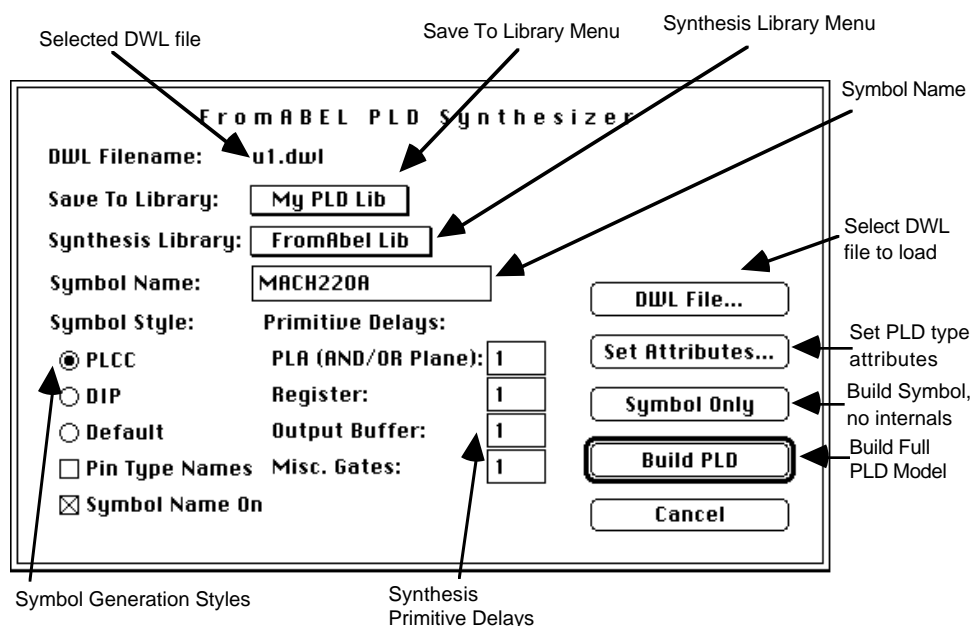 Selected DWL file
Save To Library Menu
Synthesis Library Menu
Symbol Name
FromABEL PLD Synthesizer
DWL Filename: u1.dwl
Save To Library: My PLD Lib
Synthesis Library: FromAbel Lib
Select DWL
file to load
Symbol Name: MACH220A
DWL File...
Symbol Style: Primitive Delays:
Set PLD type
attributes
PLCC PLA (AND/OR Plane): 1
Set Attributes...
DIP Register: 1
Symbol Only
Build Symbol,
no internals
Default Output Buffer: 1
Build Full
PLD Model
Pin Type Names Misc. Gates: 1
Build PLD
Symbol Name On
Cancel
Symbol Generation Styles
Synthesis
Primitive Delays